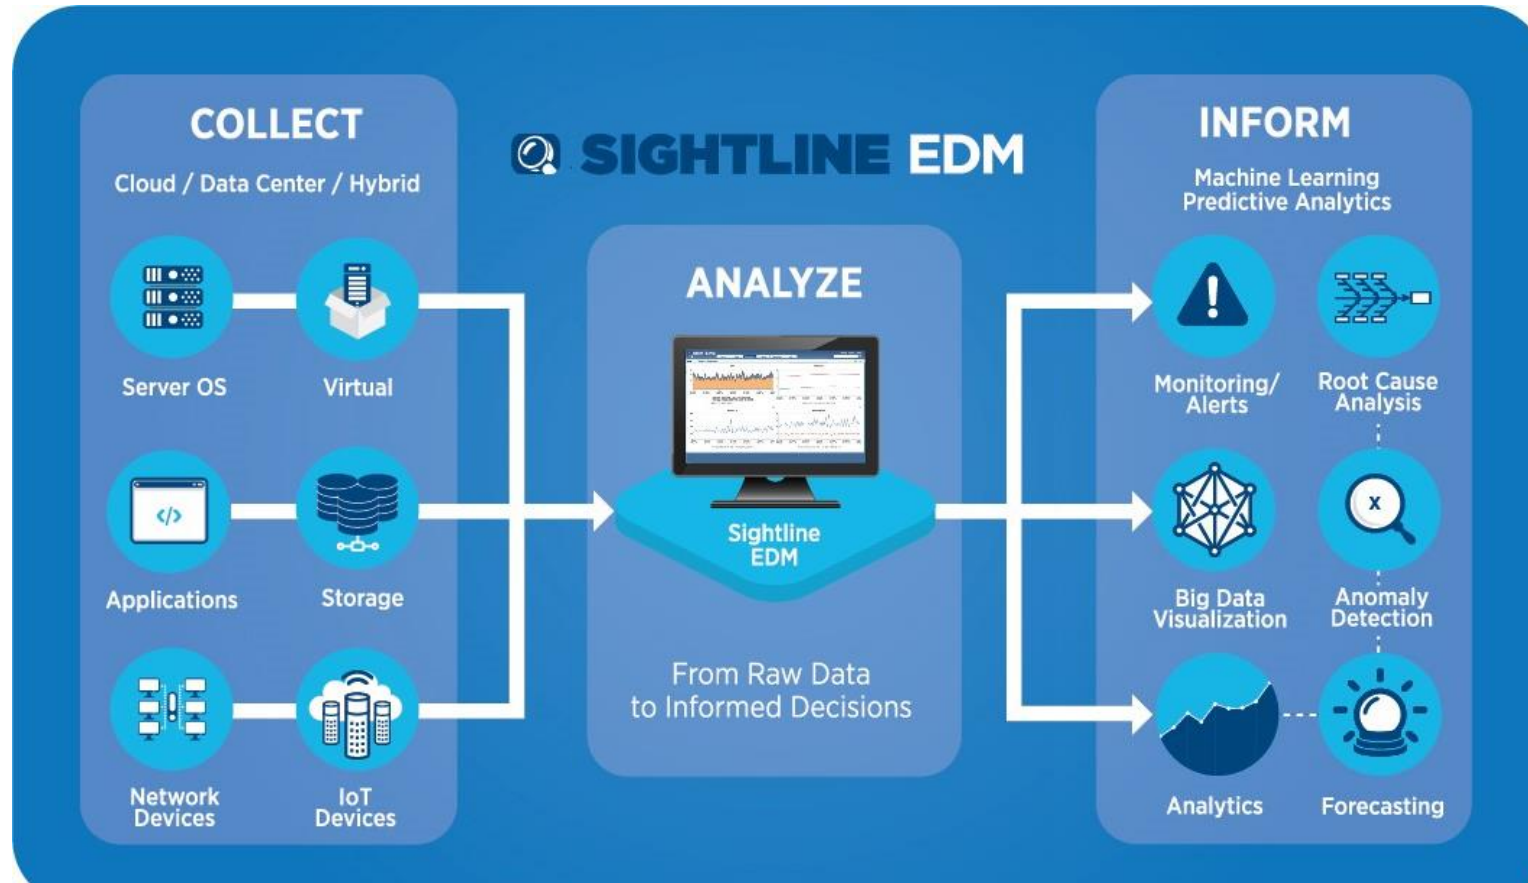 COLLECT
Cloud / Data Center / Hybrid
Server OS
Virtual
Applications
</>
Storage
Network
Devices
IoT
Devices
SIGHTLINE EDM
ANALYZE
Sightline
EDM
From Raw Data
to Informed Decisions
INFORM
Machine Learning
Predictive Analytics
Monitoring/
Alerts
Root Cause
Analysis
Big Data
Visualization
X
Anomaly
Detection
Analytics
Forecasting